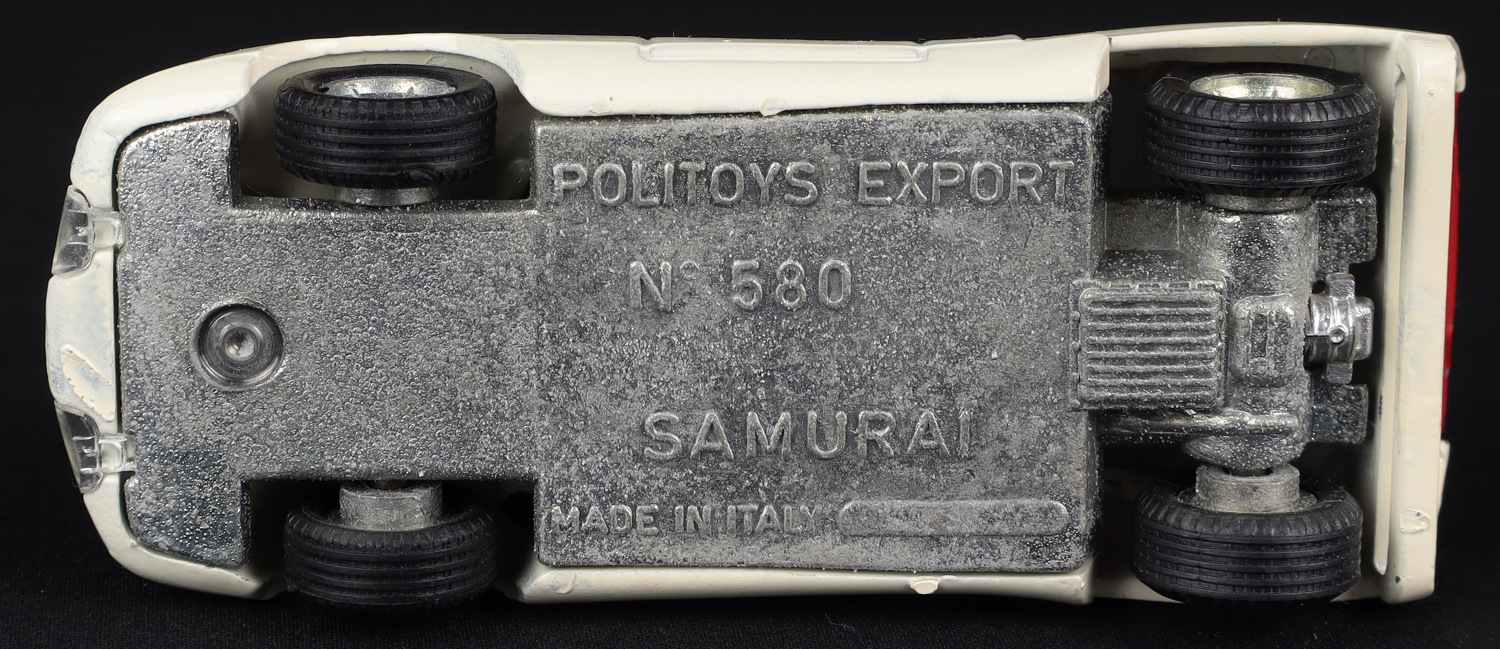 POLITOYS EXPORT
N° 580
SAMURAI
MADE IN ITALY